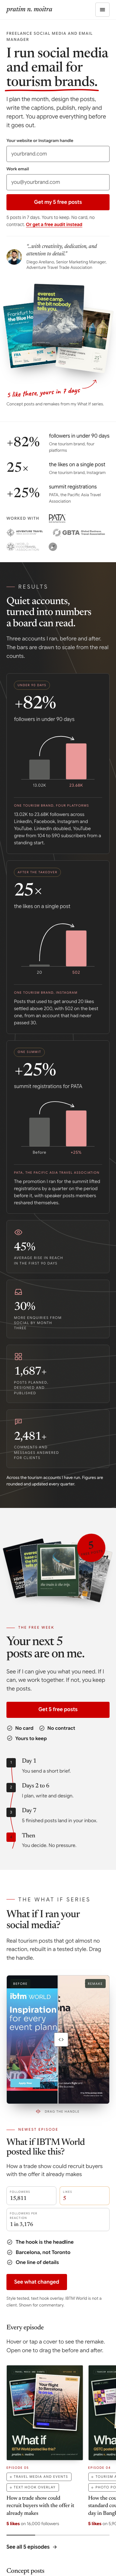 pratim n. moitra
FREELANCE SOCIAL MEDIA AND EMAIL
MANAGER
I run social media
and email for
tourism brands.
I plan the month, design the posts,
write the captions, publish, reply and
report. You approve everything before
it goes out.
Your website or Instagram handle
yourbrand.com
Work email
you@yourbrand.com
Get my 5 free posts
5 posts in 7 days. Yours to keep. No card, no
contract. Or get a free audit instead
"...with creativity, dedication, and
attention to detail."
Diego Arellano, Senior Marketing Manager,
Adventure Travel Trade Association
everest
base camp.
the bit nobody
tells you.
5 like these, yours in 7 days
Concept posts and remakes from my What If series.
+82%
followers in under 90 days
One tourism brand, four
platforms
25×
the likes on a single post
One tourism brand, Instagram
+25%
summit registrations
PATA, the Pacific Asia Travel
Association
WORKED WITH
PATA
GBTA
RESULTS
Quiet accounts,
turned into numbers
a board can read.
Three accounts I ran, before and after.
The bars are drawn to scale from the real
counts.
UNDER 90 DAYS
+82%
followers in under 90 days
13.02K
23.68K
ONE TOURISM BRAND, FOUR PLATFORMS
13.02K to 23.68K followers across
LinkedIn, Facebook, Instagram and
YouTube. LinkedIn doubled, YouTube
grew from 104 to 590 subscribers from a
standing start.
AFTER THE TAKEOVER
25×
the likes on a single post
20
502
ONE TOURISM BRAND, INSTAGRAM
Posts that used to get around 20 likes
settled above 200, with 502 on the best
one, from an account that had never
passed 30.
ONE SUMMIT
+25%
summit registrations for PATA
Before
+25%
PATA, THE PACIFIC ASIA TRAVEL ASSOCIATION
The promotion I ran for the summit lifted
registrations by a quarter on the period
before it, with speaker posts members
reshared themselves.
45%
AVERAGE RISE IN REACH
IN THE FIRST 90 DAYS
30%
MORE ENQUIRIES FROM
SOCIAL BY MONTH
THREE
1,687+
POSTS PLANNED,
DESIGNED AND
PUBLISHED
2,481+
COMMENTS AND
MESSAGES ANSWERED
FOR CLIENTS
Across the tourism accounts I have run. Figures are
rounded and updated every quarter.
5
THE FREE WEEK
Your next 5
posts are on me.
See if I can give you what you need. If I
can, we work together. If not, you keep
the posts.
Get 5 free posts
No card
No contract
Yours to keep
1
Day 1
You send a short brief.
2
Days 2 to 6
I plan, write and design.
3
Day 7
5 finished posts land in your inbox.
Then
You decide. No pressure.
THE WHAT IF SERIES
What if I ran your
social media?
Real tourism posts that got almost no
reaction, rebuilt in my style. Drag the
handle.
BEFORE
REMAKE
ibtm WORLD
Inspiration
for every
event planner
DRAG THE HANDLE
NEWEST EPISODE
What if IBTM World
posted like this?
How a trade show could recruit buyers
with the offer it already makes
FOLLOWERS
15,811
LIKES
5
FOLLOWERS PER
REACTION
1 in 3,176
The hook is the headline
Barcelona, not Toronto
One line of details
See what changed
Style tested, text hook overlay. IBTM World is not a
client. Shown for commentary.
Every episode
Hover or tap a cover to see the remake.
Open one to drag the before and after.
What if
EPISODE 05
TRAVEL MEDIA AND EVENTS
TEXT HOOK OVERLAY
How a trade show could
recruit buyers with the offer it
already makes
5 likes on 16,000 followers
What if
EPISODE 04
See all 5 episodes →
Concept posts